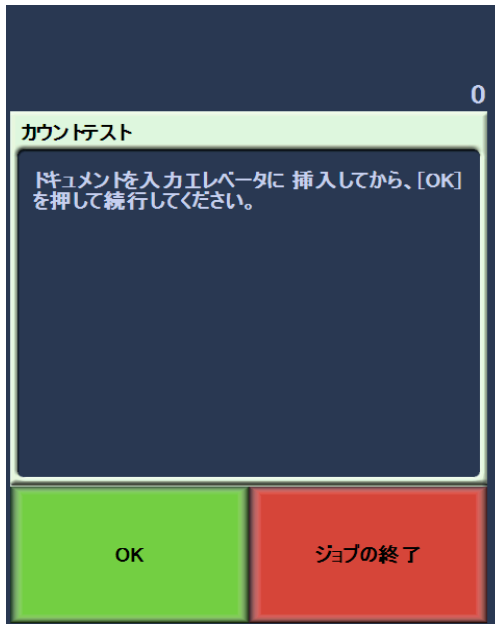 0
カウントテスト
ドキュメントを入力エレベータに 挿入してから、[OK]
を押して続行してください。
OK
ジョブの終了